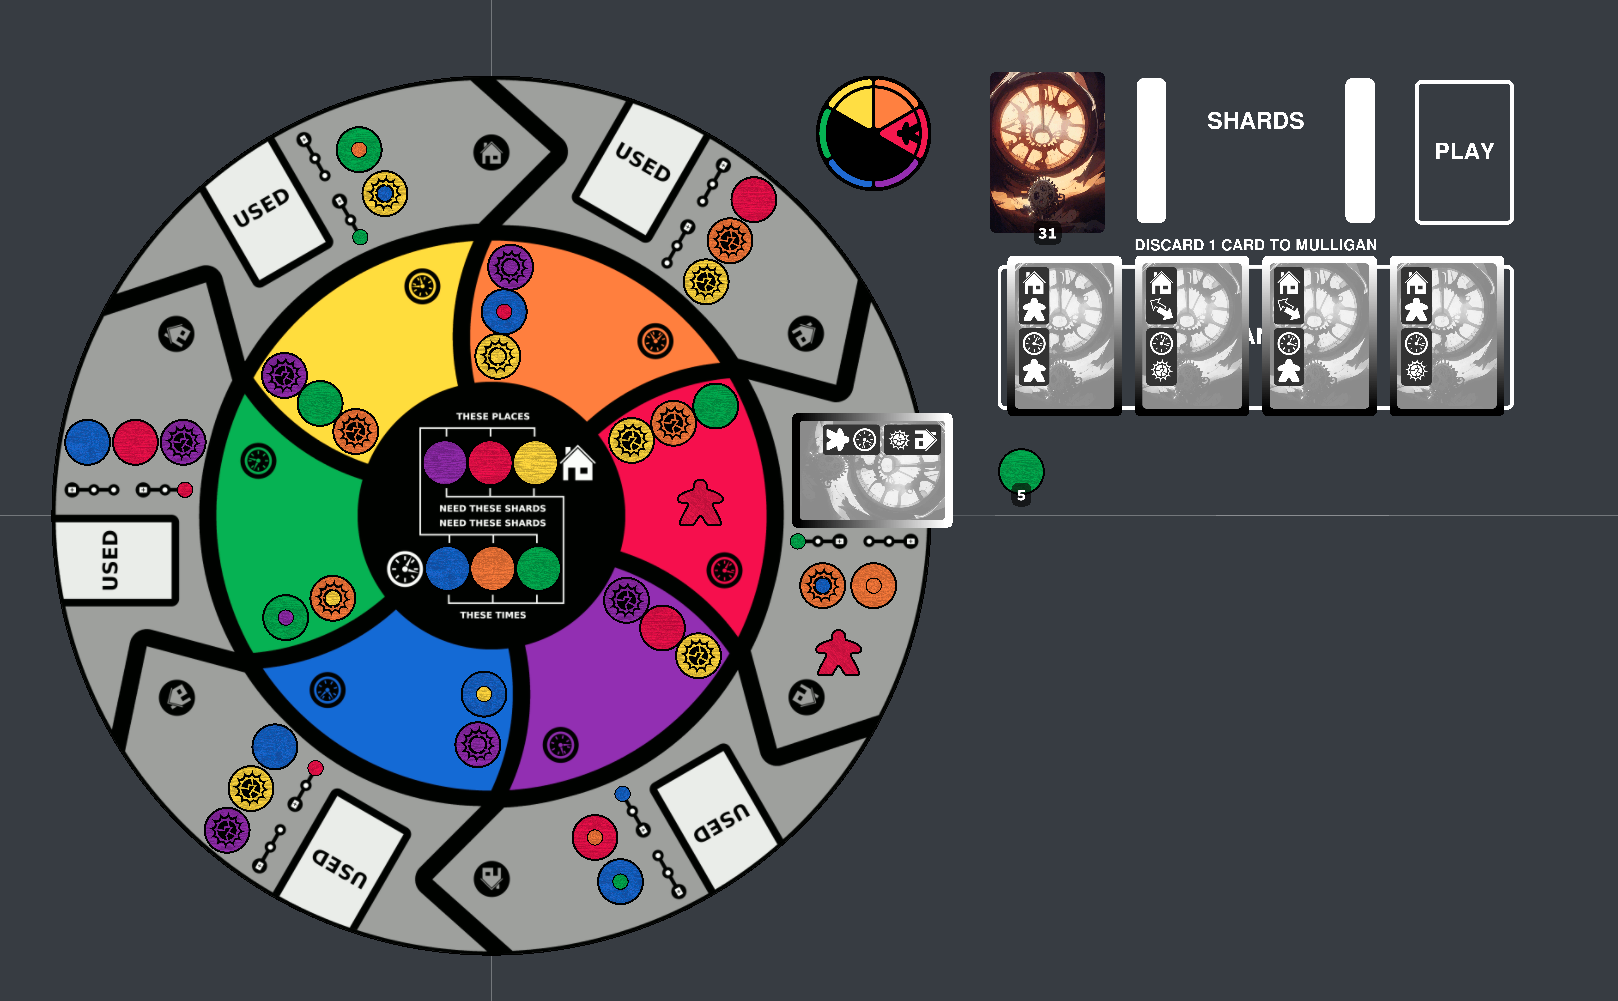 USED
USED
USED
USED
USED
THESE PLACES
NEED THESE SHARDS
NEED THESE SHARDS
THESE TIMES
31
SHARDS
PLAY
DISCARD 1 CARD TO MULLIGAN
5